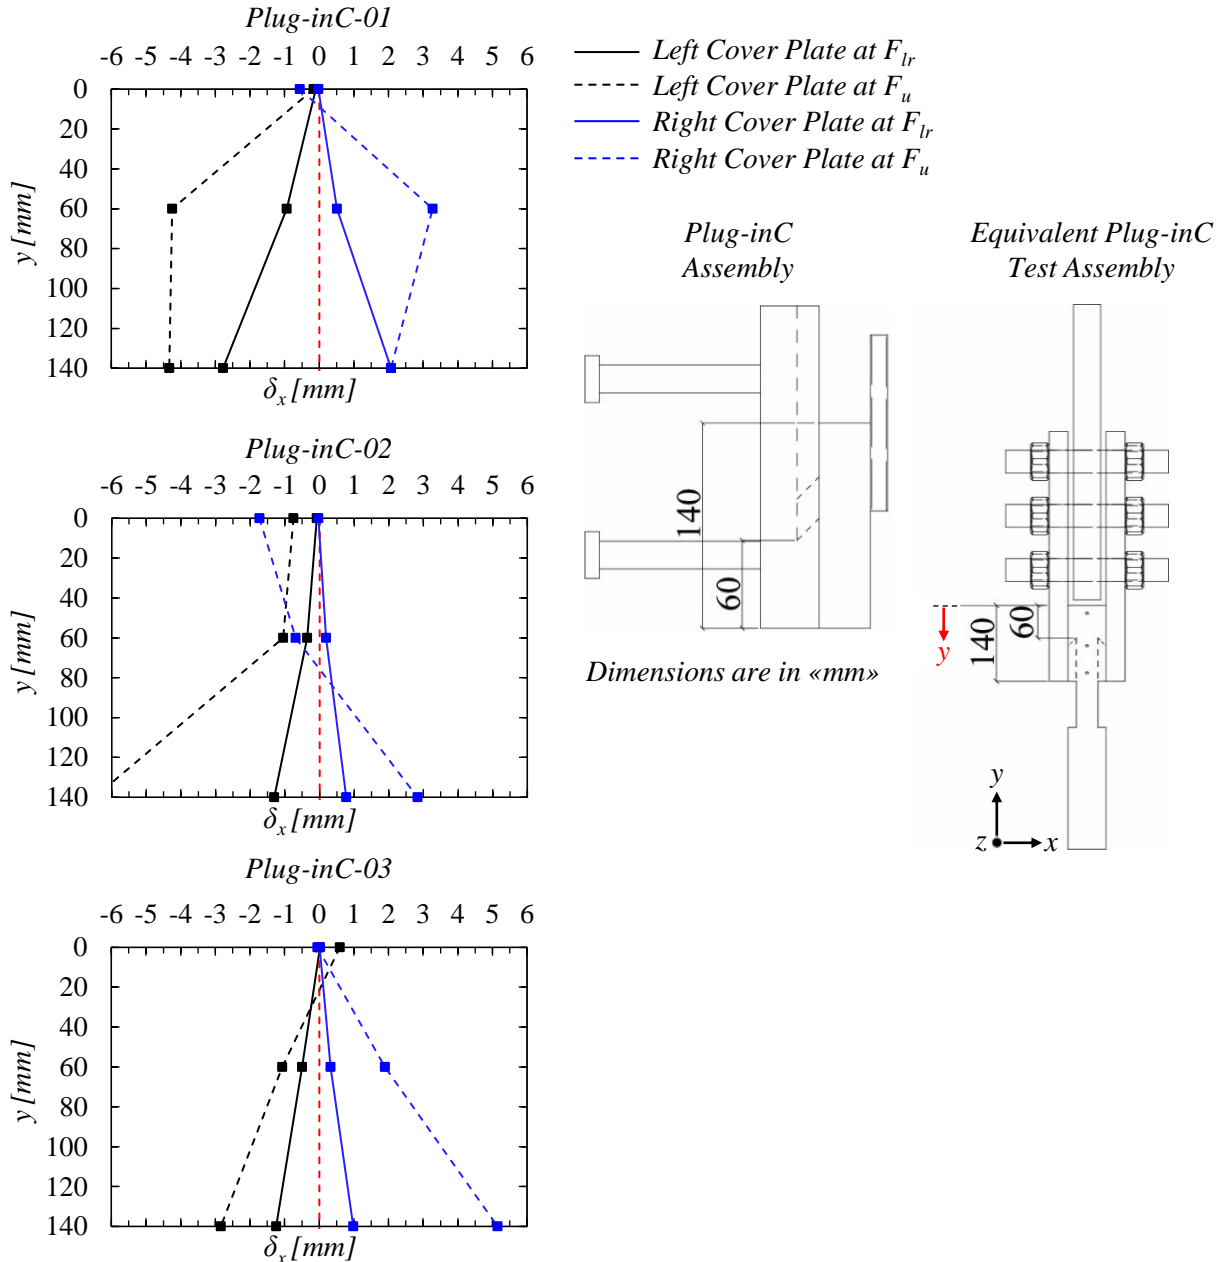 Plug-inC-01
-6 -5 -4 -3 -2 -1 0 1 2 3 4 5 6
0
20
40
60
80
100
120
140
y [mm]
δx [mm]
Left Cover Plate at Flr
Left Cover Plate at Fu
Right Cover Plate at Flr
Right Cover Plate at Fu
Plug-inC-02
-6 -5 -4 -3 -2 -1 0 1 2 3 4 5 6
0
20
40
60
80
100
120
140
y [mm]
δx [mm]
Plug-inC-03
-6 -5 -4 -3 -2 -1 0 1 2 3 4 5 6
0
20
40
60
80
100
120
140
y [mm]
δx [mm]
Plug-inC
Assembly
140
60
Dimensions are in «mm»
Equivalent Plug-inC
Test Assembly
140
60
y
y
z
x